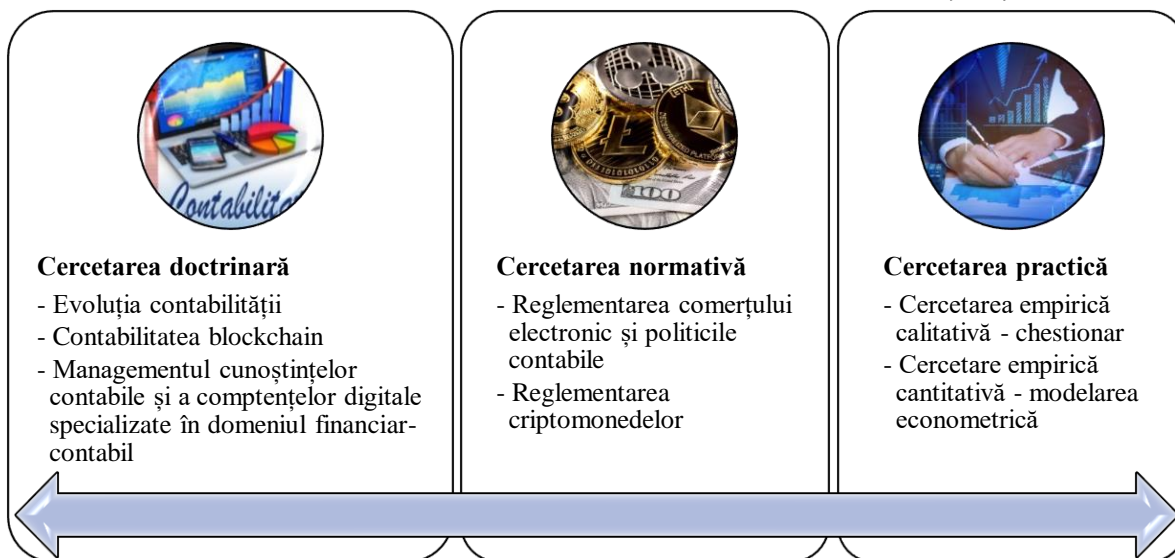 Contabilitat
Cercetarea doctrinară
- Evoluția contabilității
- Contabilitatea blockchain
- Managementul cunoștințelor
contabile și a comptențelor digitale
specializate în domeniul financiar-
contabil
100
Cercetarea normativă
- Reglementarea comerțului
electronic și politicile
contabile
- Reglementarea
criptomonedelor
Cercetarea practică
- Cercetarea empirică
calitativă - chestionar
- Cercetare empirică
cantitativă - modelarea
econometrică